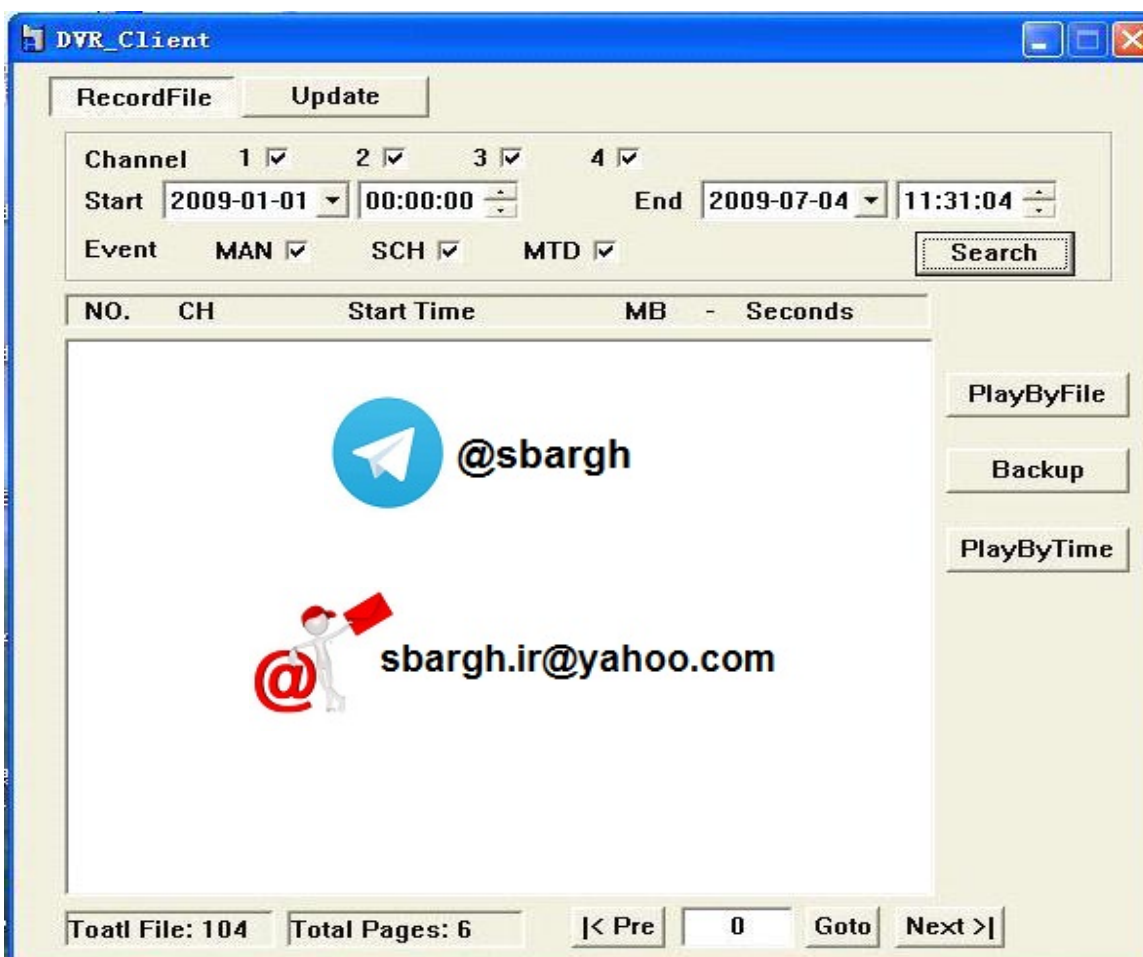 DVR_Client
RecordFile Update
Channel 1 2 3 4
Start 2009-01-01 00:00:00 End 2009-07-04 11:31:04
Event MAN SCH MTD Search
NO. CH Start Time MB - Seconds
PlayByFile
@sbargh
Backup
PlayByTime
@ sbargh.ir@yahoo.com
Toatl File: 104 Total Pages: 6 |< Pre 0 Goto Next >|